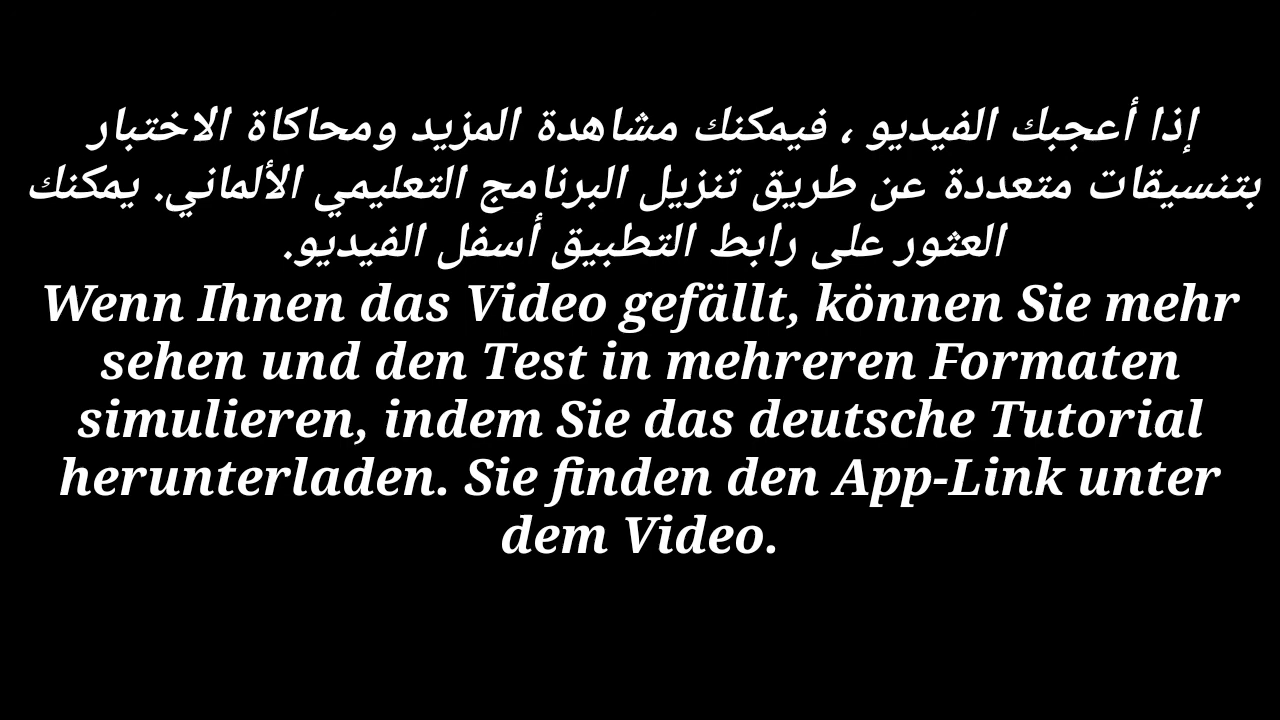 إذا أعجبك الفيديو ، فيمكنك مشاهدة المزيد ومحاكاة الاختبار
بتنسيقات متعددة عن طريق تنزيل البرنامج التعليمي الألماني. يمكنك
العثور على رابط التطبيق أسفل الفيديو.
Wenn Ihnen das Video gefällt, können Sie mehr
sehen und den Test in mehreren Formaten
simulieren, indem Sie das deutsche Tutorial
herunterladen. Sie finden den App-Link unter
dem Video.